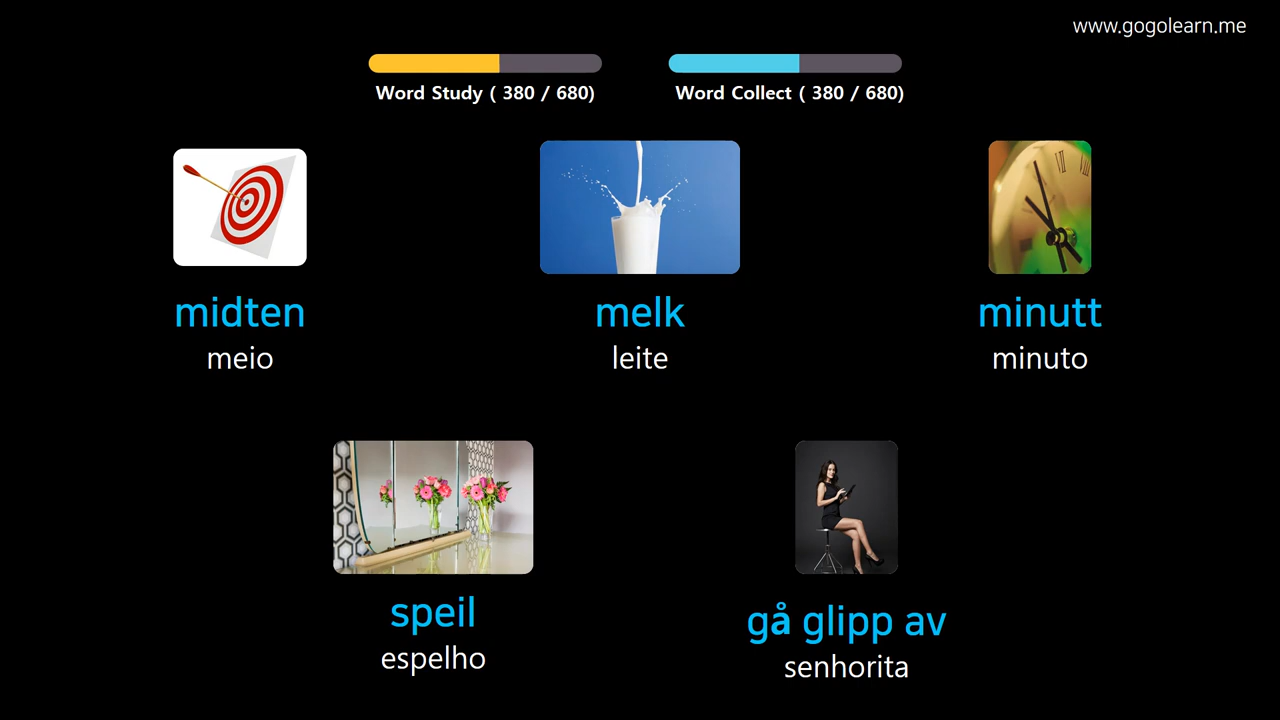 www.gogolearn.me
Word Study ( 380 / 680)
Word Collect ( 380 / 680)
midten
meio
melk
leite
minutt
minuto
speil
espelho
gå glipp av
senhorita